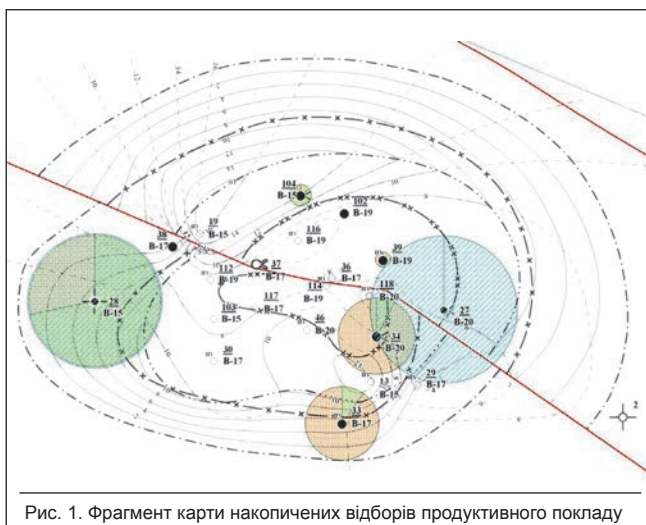 104
В-15
102
В-19
19
В-15
116
В-19
38
В-17
39
В-19
37
В-17
36
В-17
112
В-19
114
В-19
118
В-20
28
В-15
117
В-17
103
В-15
46
В-20
27
В-20
34
В-20
30
В-17
29
В-17
13
В-15
33
В-17
2
Рис. 1. Фрагмент карти накопичених відборів продуктивного покладу